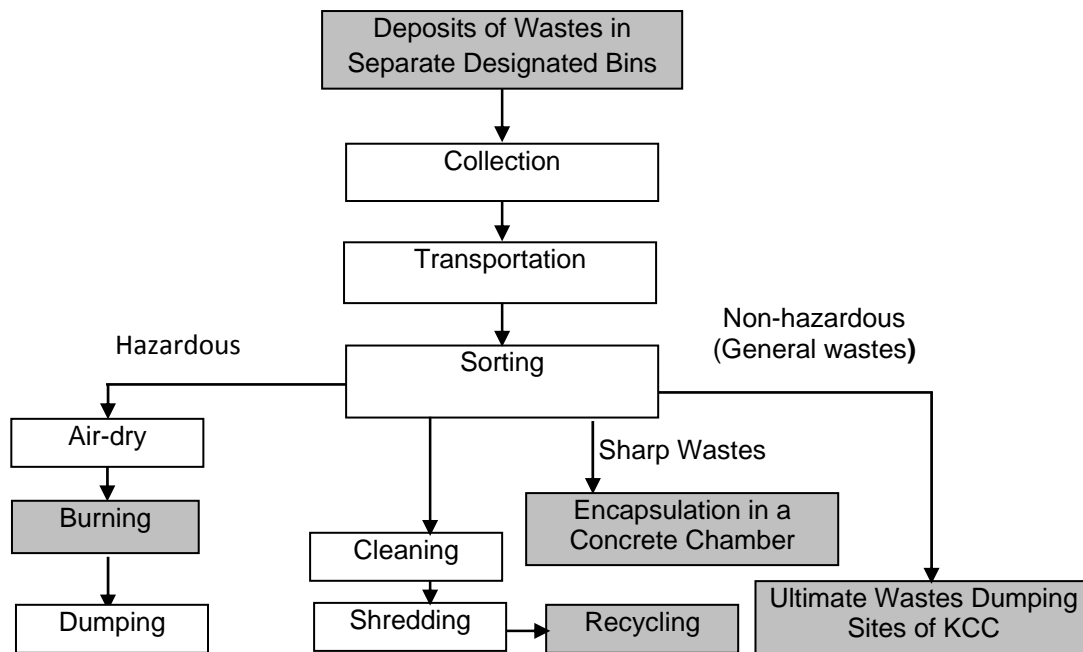 Deposits of Wastes in
Separate Designated Bins
Collection
Transportation
Sorting
Hazardous
Non-hazardous
(General wastes)
Air-dry
Burning
Dumping
Cleaning
Shredding
Recycling
Sharp Wastes
Encapsulation in a
Concrete Chamber
Ultimate Wastes Dumping
Sites of KCC